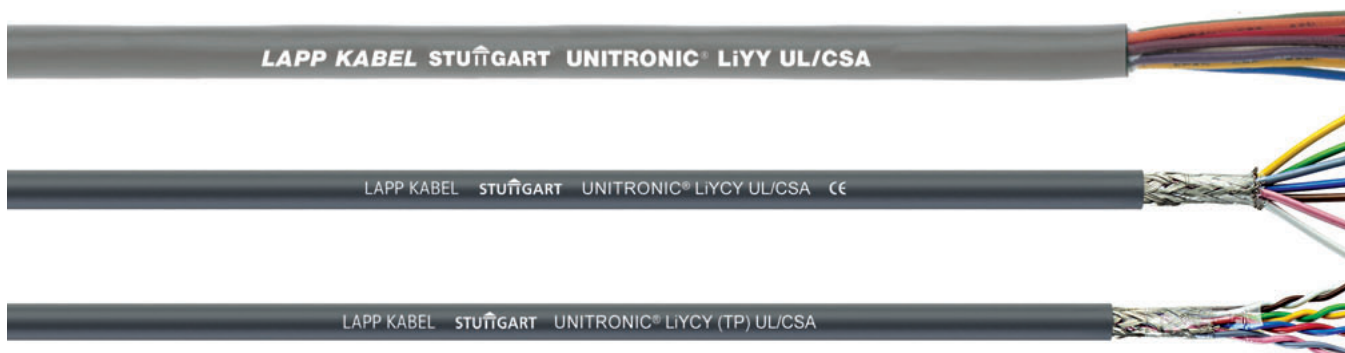 LAPP KABEL STUTTGART UNITRONIC® LiYY UL/CSA
LAPP KABEL STUTTGART UNITRONIC® LiYCY UL/CSA CE
LAPP KABEL STUTTGART UNITRONIC® LiYCY (TP) UL/CSA